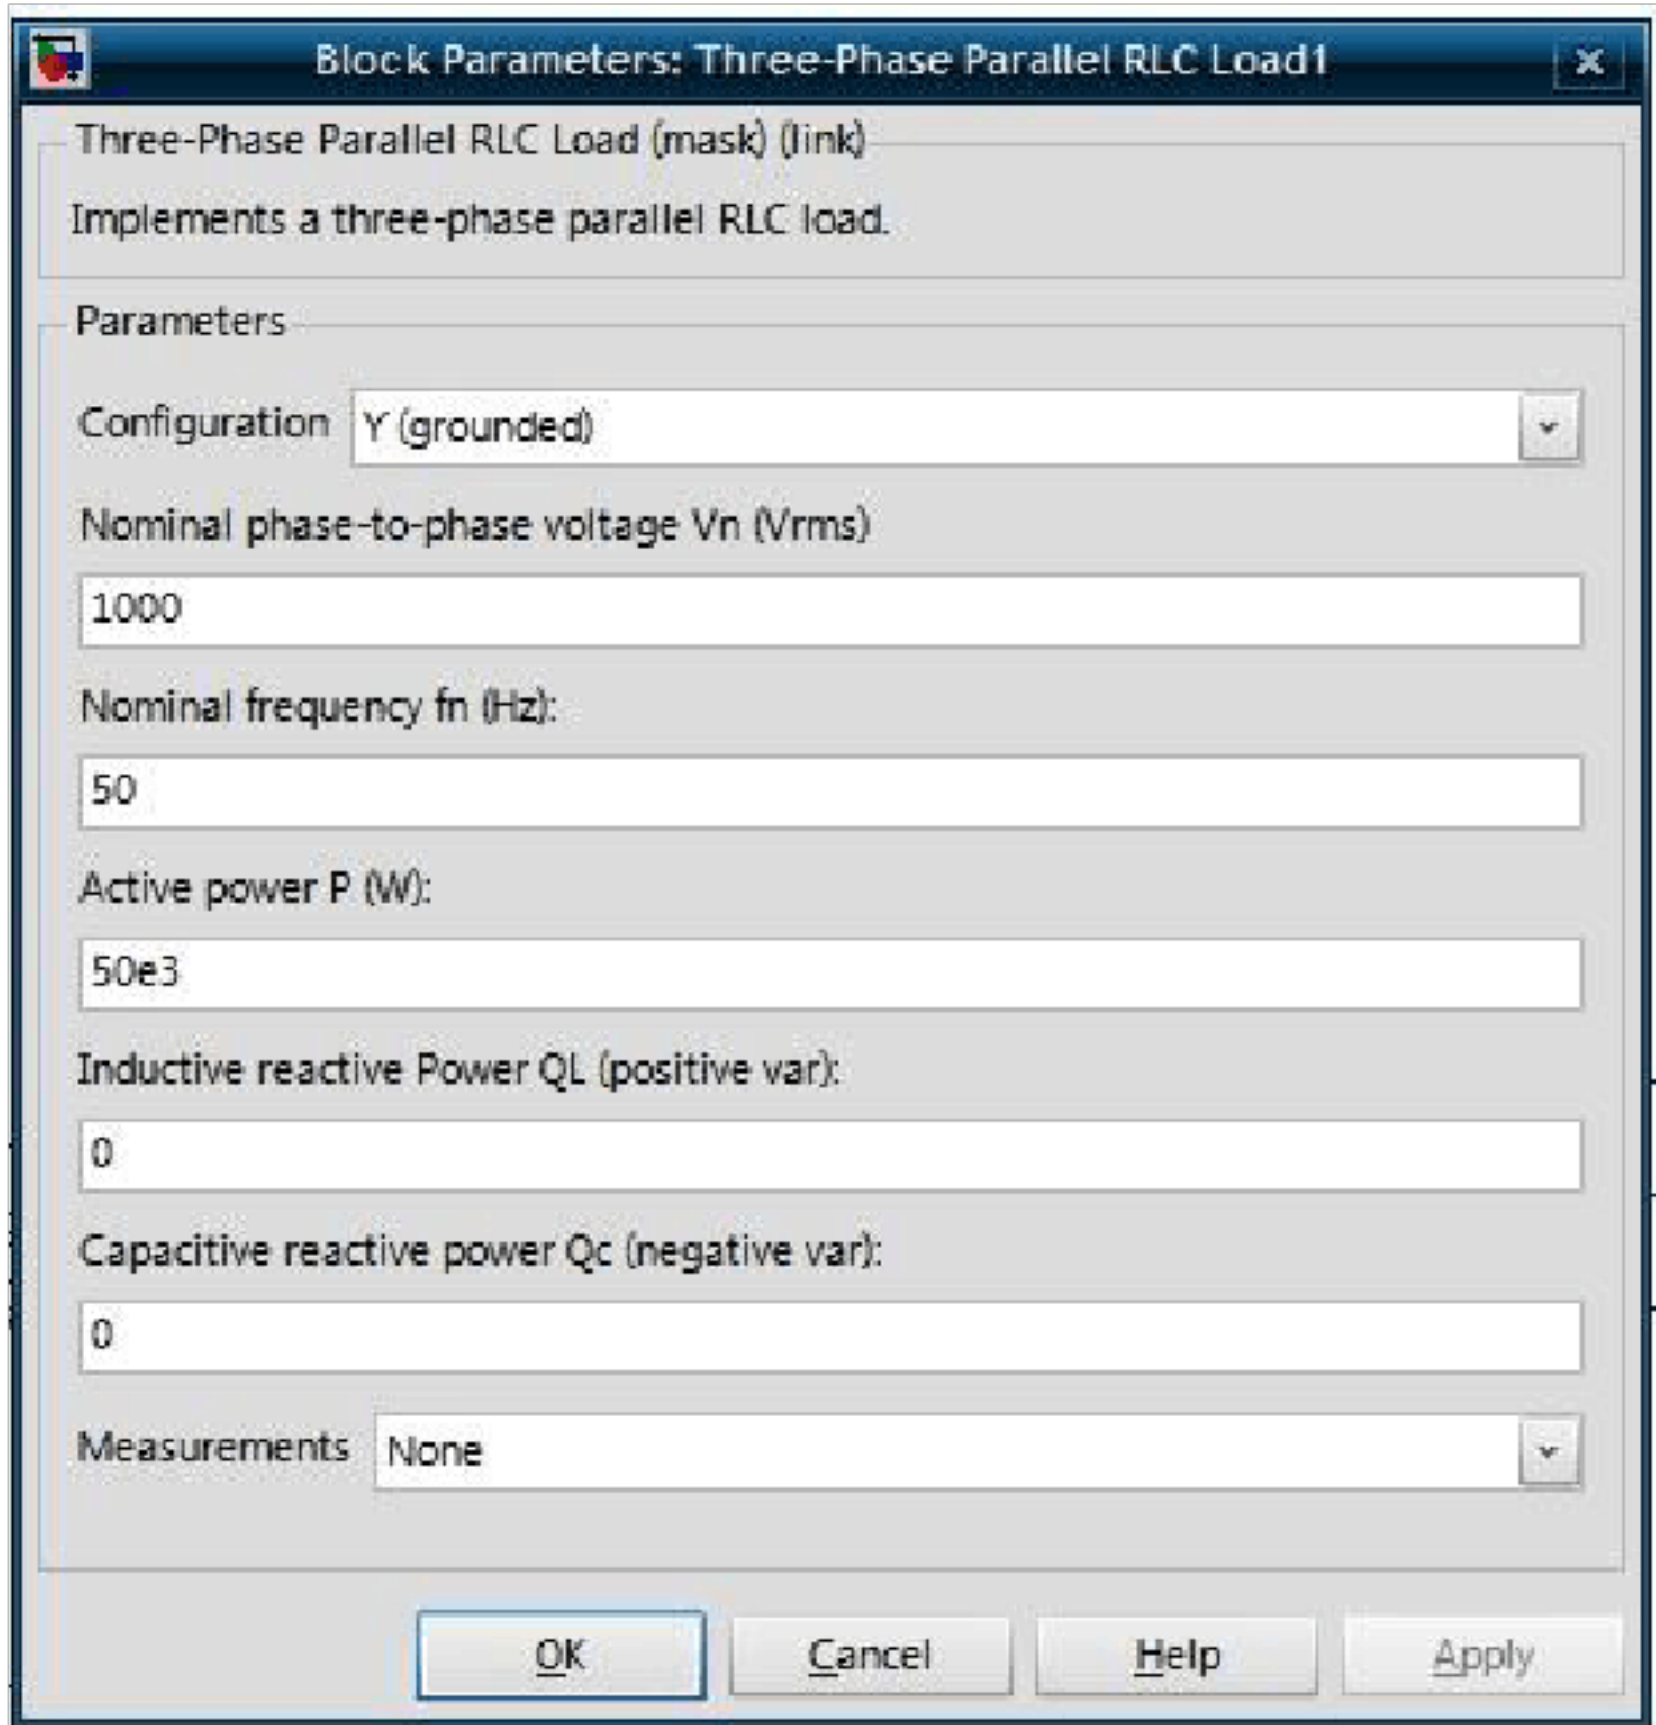 Block Parameters: Three-Phase Parallel RLC Load1
Three-Phase Parallel RLC Load (mask) (link)
Implements a three-phase parallel RLC load.
Parameters
Configuration Y (grounded)
Nominal phase-to-phase voltage Vn (Vrms)
1000
Nominal frequency fn (Hz):
50
Active power P (W):
50e3
Inductive reactive Power QL (positive var):
0
Capacitive reactive power Qc (negative var):
0
Measurements None
OK Cancel Help Apply